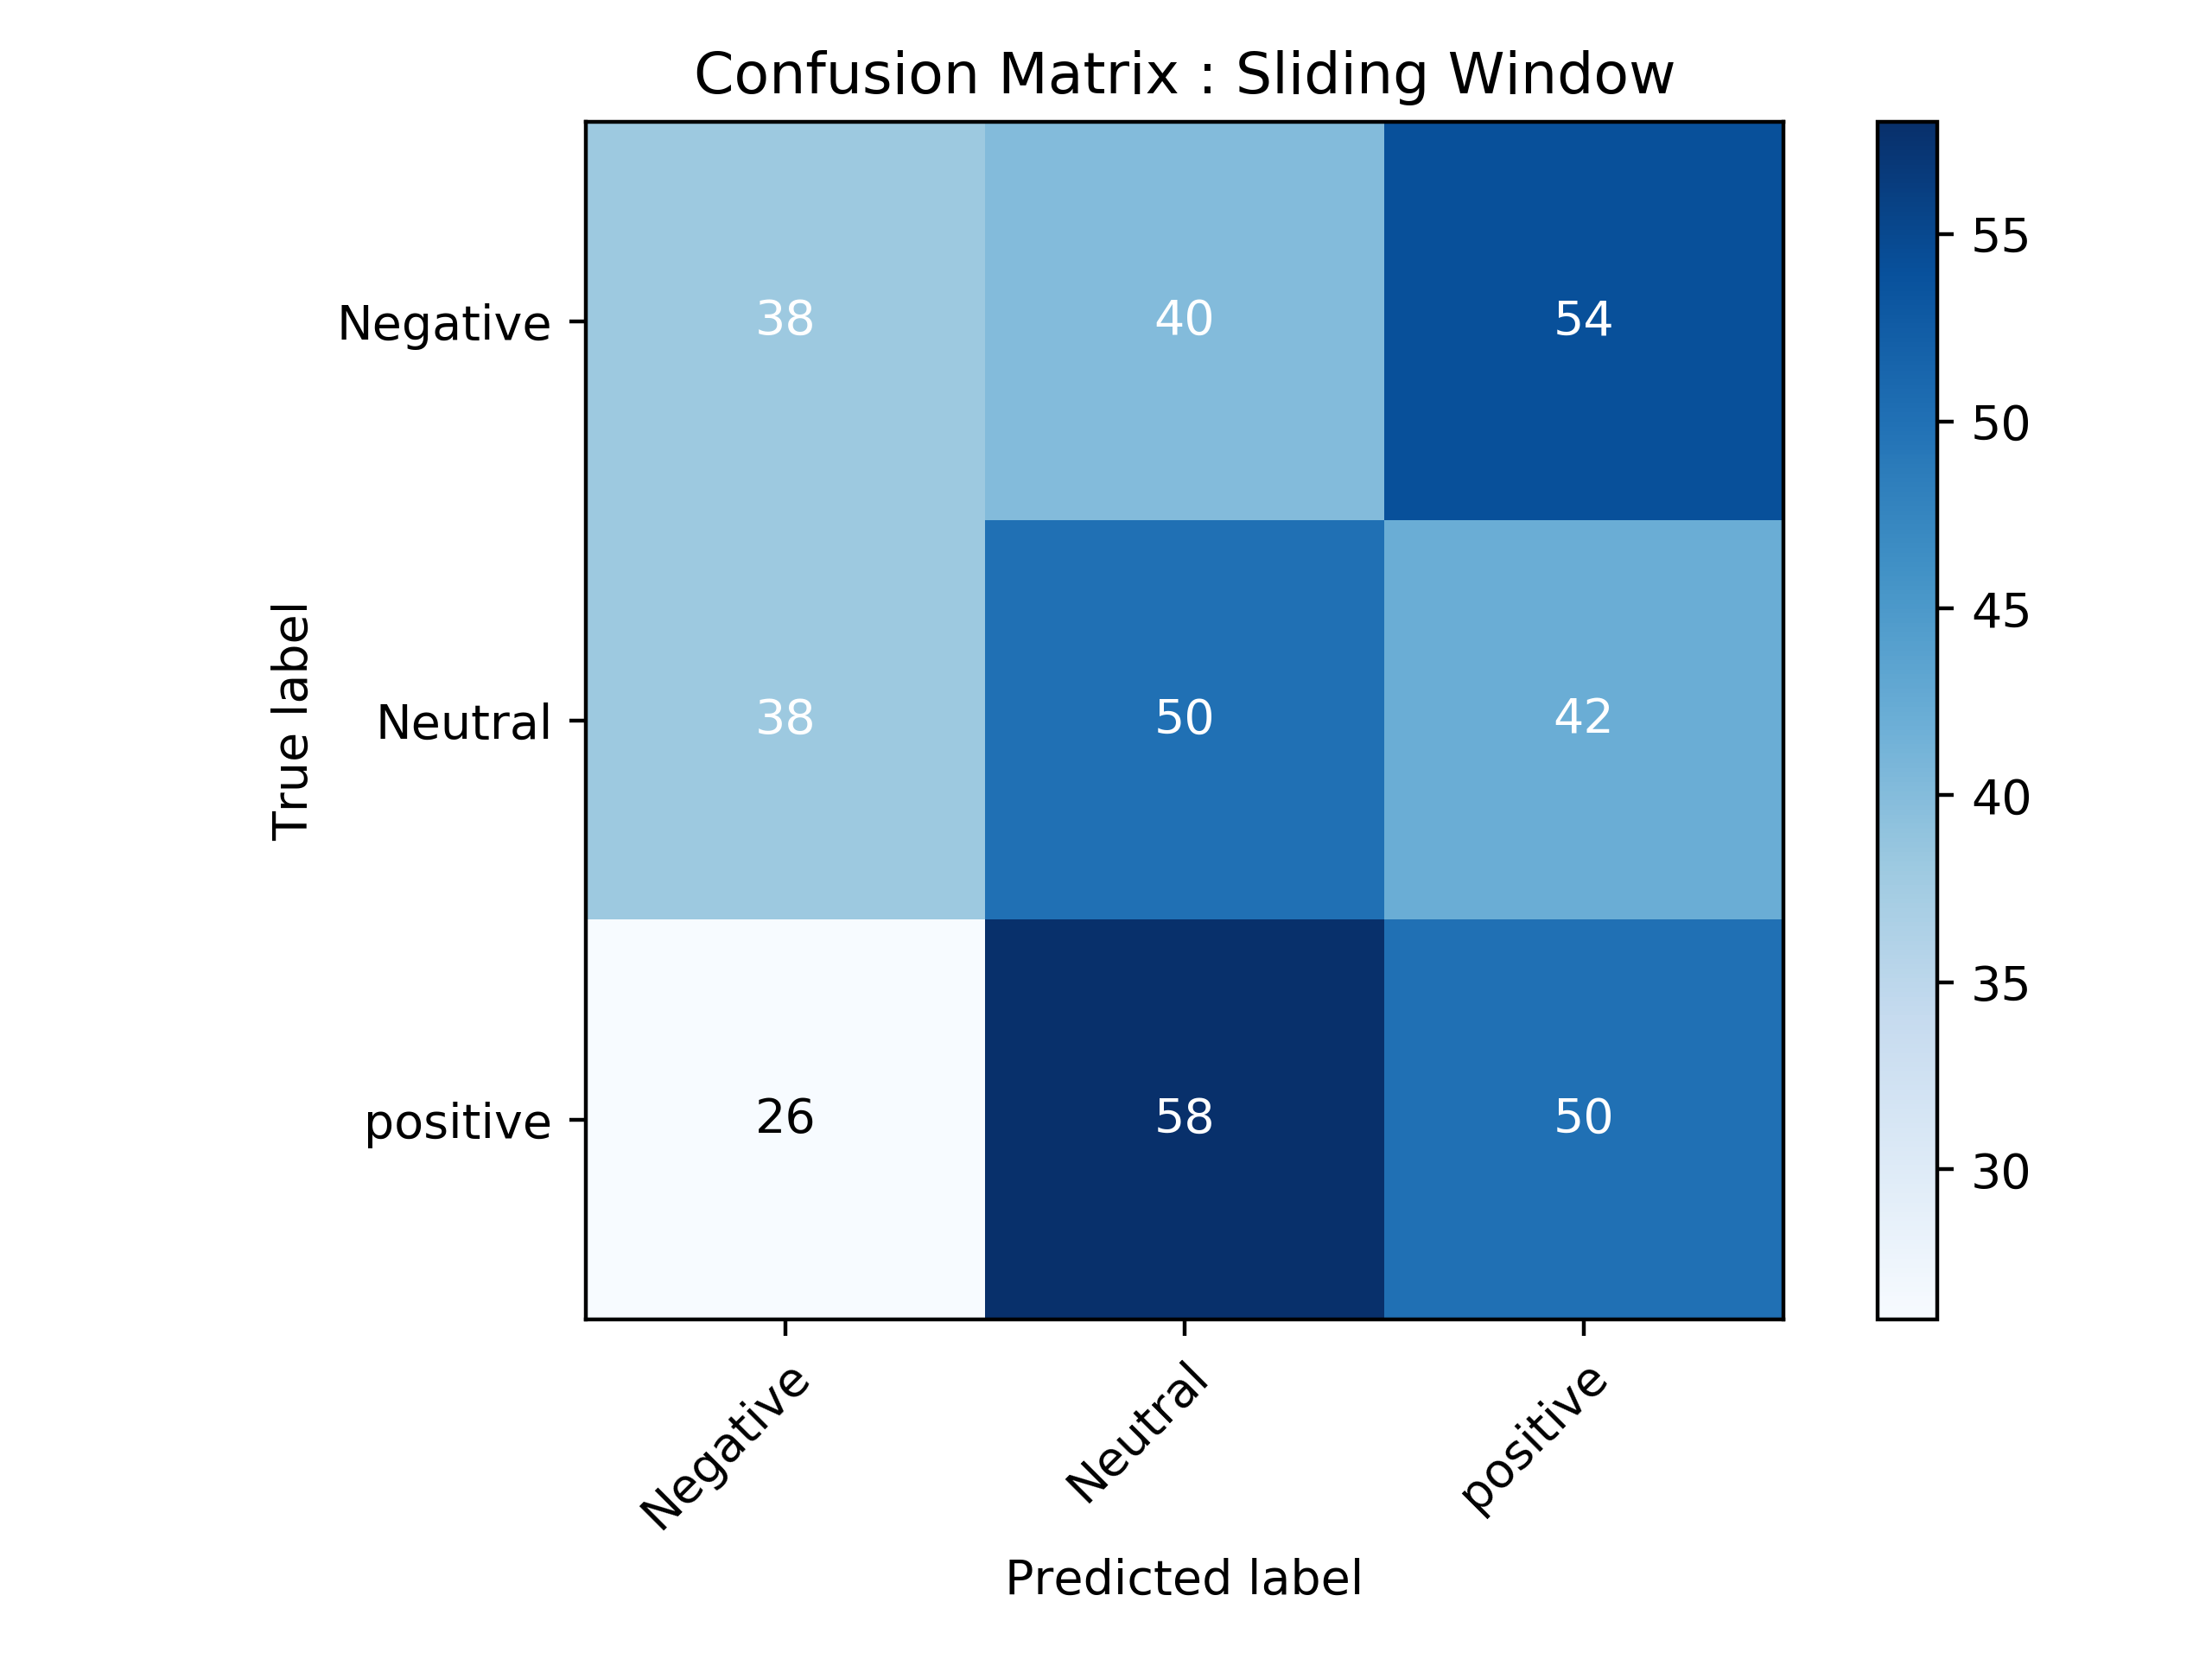 Confusion Matrix : Sliding Window
True label
Negative
38 40 54
Neutral
38 50 42
positive
26 58 50
Negative
Neutral
positive
Predicted label
55
50
45
40
35
30